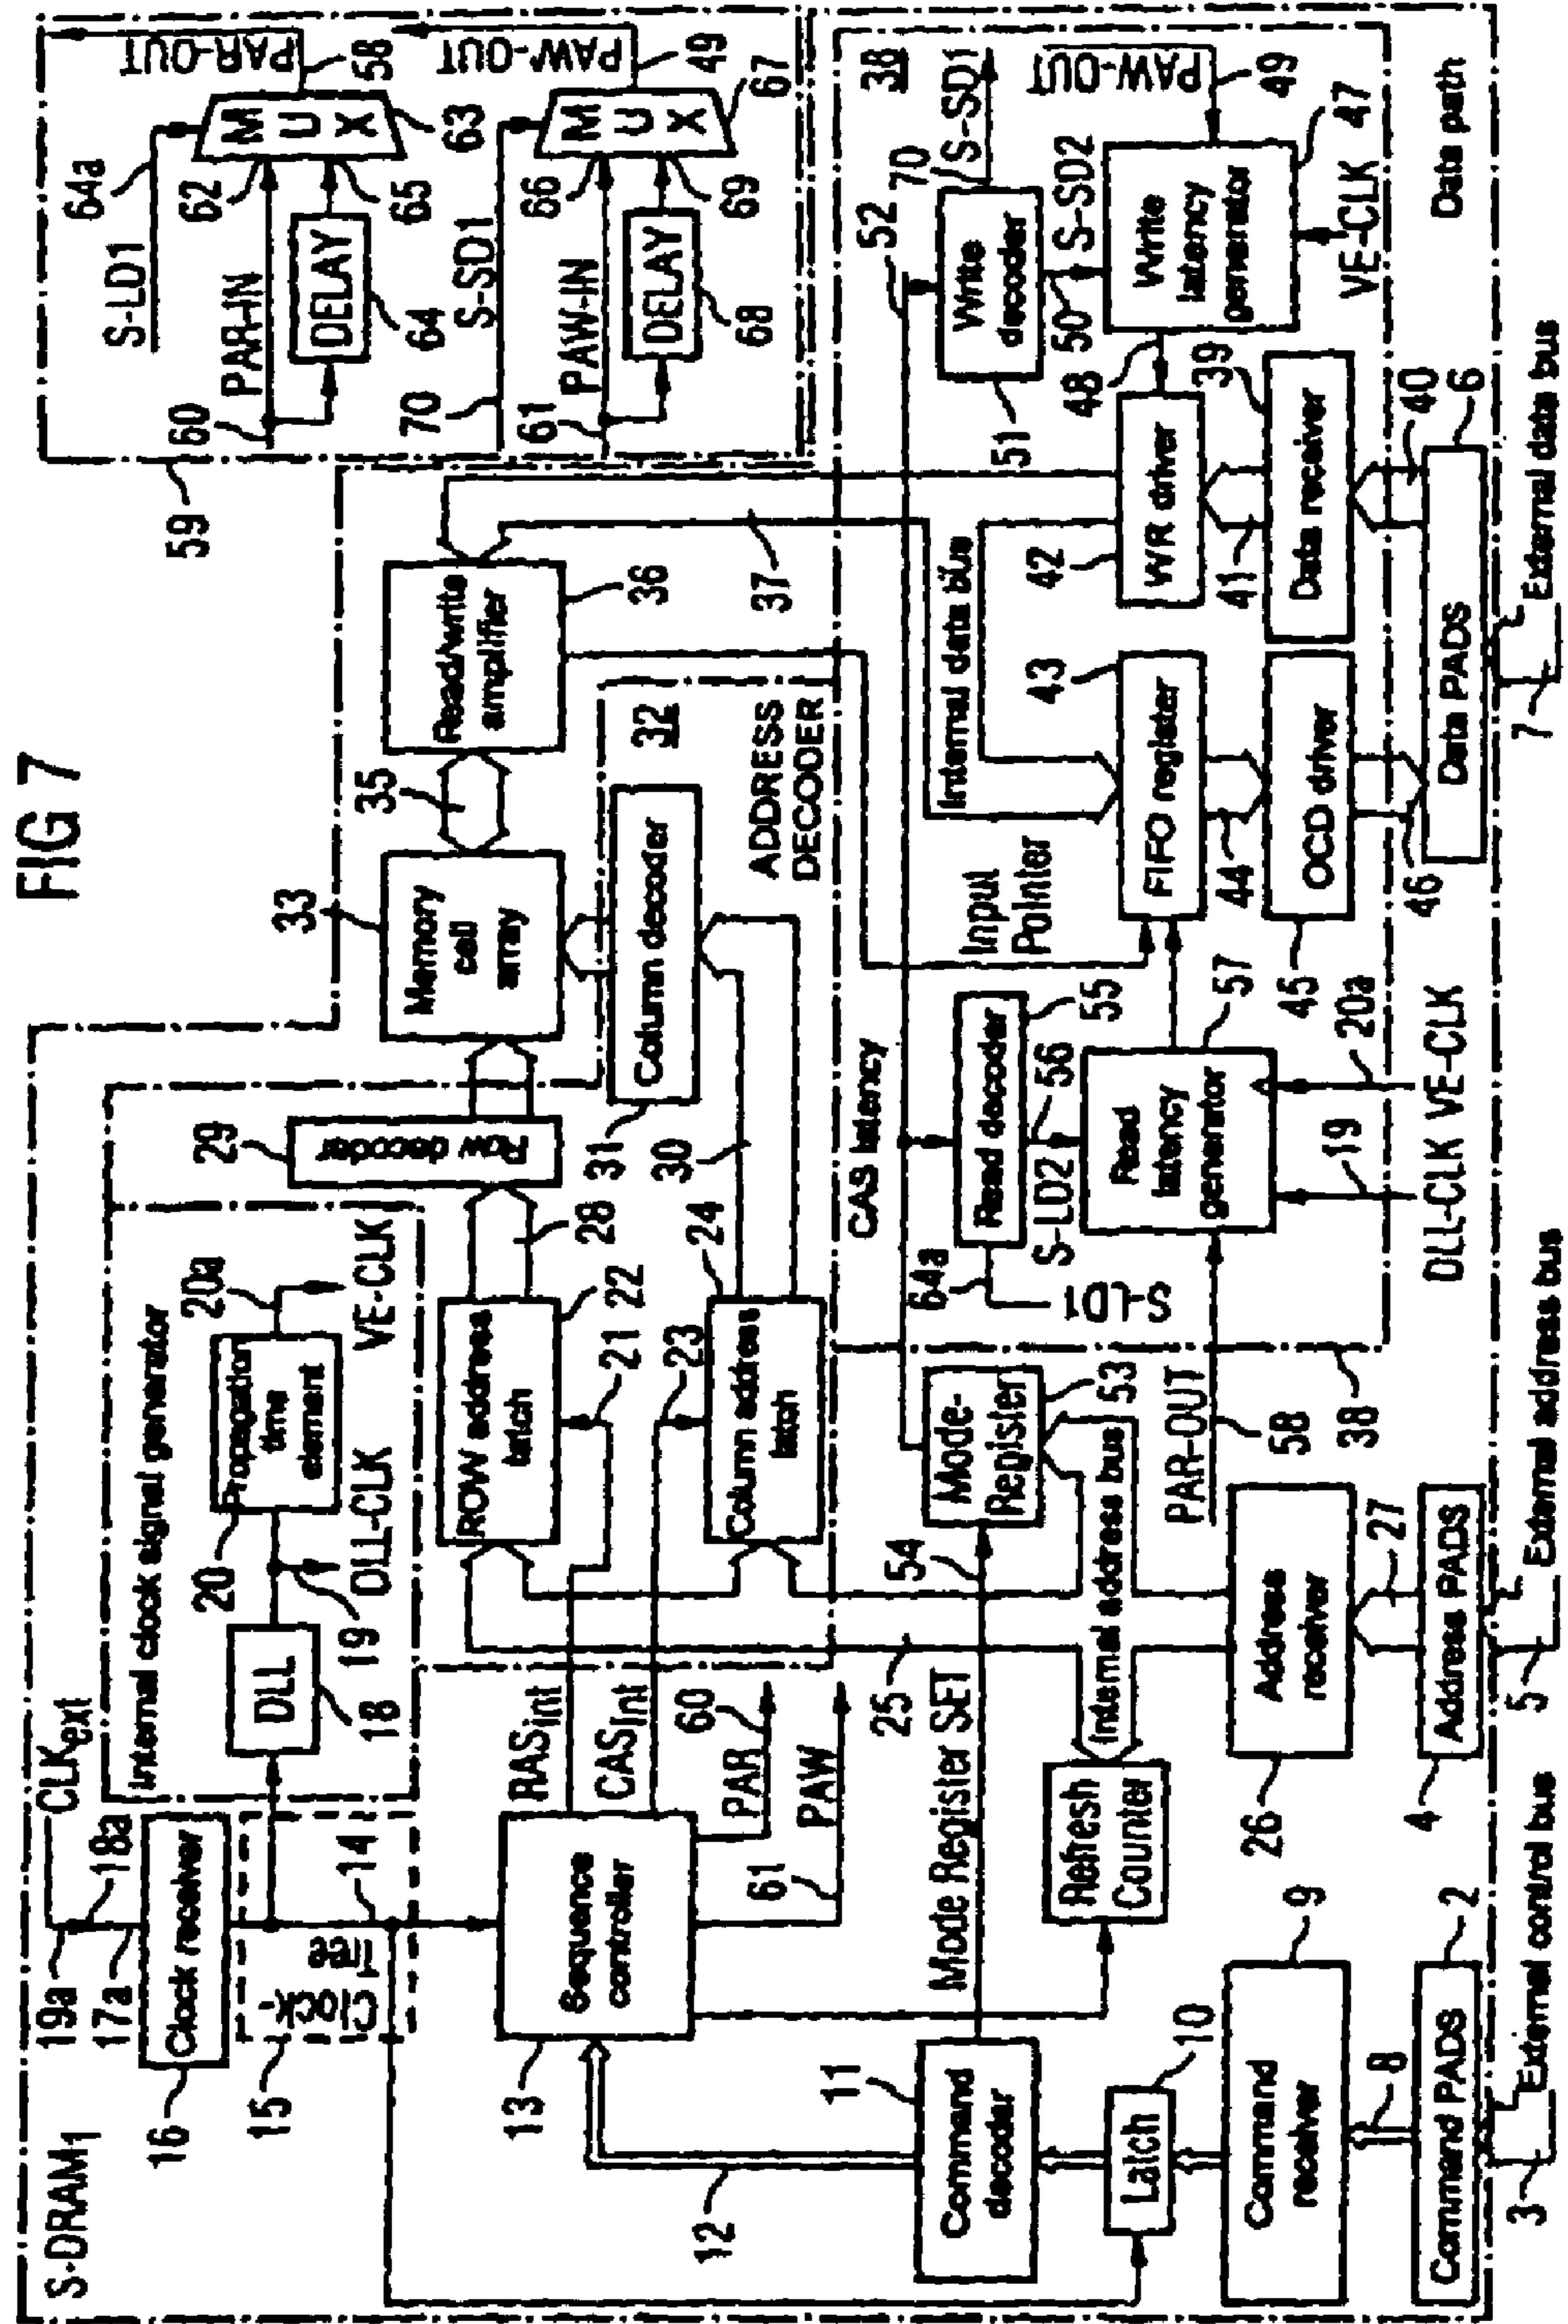 FIG 7
S-DRAM1
19a
18a
CLKext
17a
Clock receiver
16
15
14
Internal clock signal generator
DLL
18
19
DLL-CLK
20
Propagation time element
20a
VE-CLK
29
Row decoder
28
33
Memory cell array
35
Read/write amplifier
36
37
59
60
PAR-IN
S-LD1
64a
62
MUX
63
65
DELAY
64
58
PAR-OUT
70
S-SD1
61
PAW-IN
66
MUX
67
69
DELAY
68
49
PAW-OUT
13
Sequence controller
RASint
CASint
PAR
60
PAW
61
ROW address latch
22
21
23
24
Column address latch
30
31
Column decoder
32
ADDRESS DECODER
12
11
Command decoder
10
Latch
9
Command receiver
8
Command PADS
2
3
External control bus
Mode Register SET
54
25
Refresh Counter
Internal address bus
Mode-Register
53
26
Address receiver
27
4
Address PADS
5
External address bus
CAS latency
52
64a
S-LD1
Read decoder
55
S-LD2
56
PAR-OUT
58
Read latency generator
57
19
20a
DLL-CLK
VE-CLK
38
Input Pointer
Internal data bus
FIFO register
43
44
OCD driver
45
46
WR driver
42
41
Data receiver
39
40
Data PADS
6
7
External data bus
51
Write decoder
70
S-SD1
38
50
S-SD2
48
Write latency generator
47
VE-CLK
PAW-OUT
49
Data path